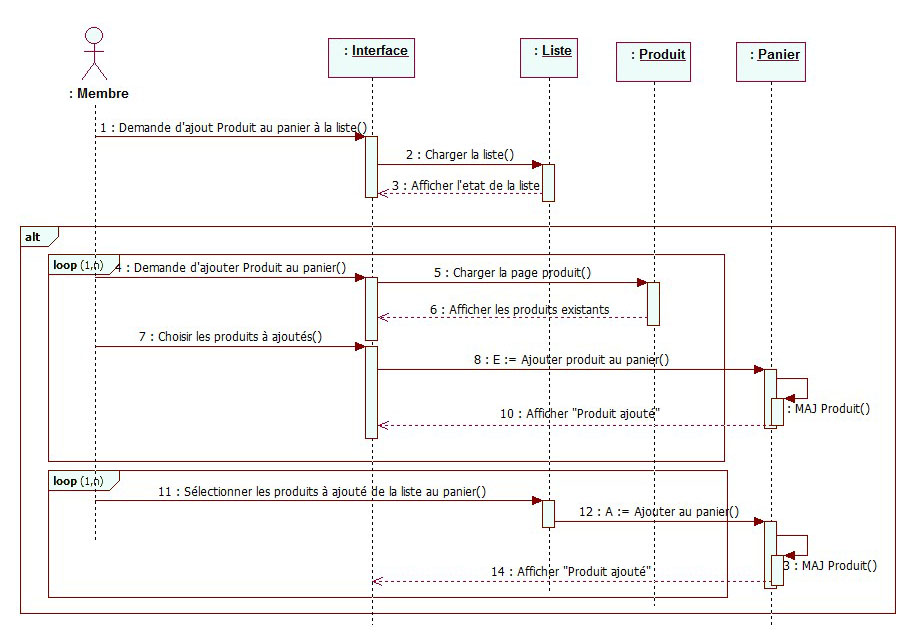 : Interface
: Liste
: Produit
: Panier
: Membre
1 : Demande d'ajout Produit au panier à la liste()
2 : Charger la liste()
3 : Afficher l'etat de la liste
alt
loop (1,n)
4 : Demande d'ajouter Produit au panier()
5 : Charger la page produit()
6 : Afficher les produits existants
7 : Choisir les produits à ajoutés()
8 : E := Ajouter produit au panier()
: MAJ Produit()
10 : Afficher "Produit ajouté"
loop (1,n)
11 : Sélectionner les produits à ajouté de la liste au panier()
12 : A := Ajouter au panier()
3 : MAJ Produit()
14 : Afficher "Produit ajouté"